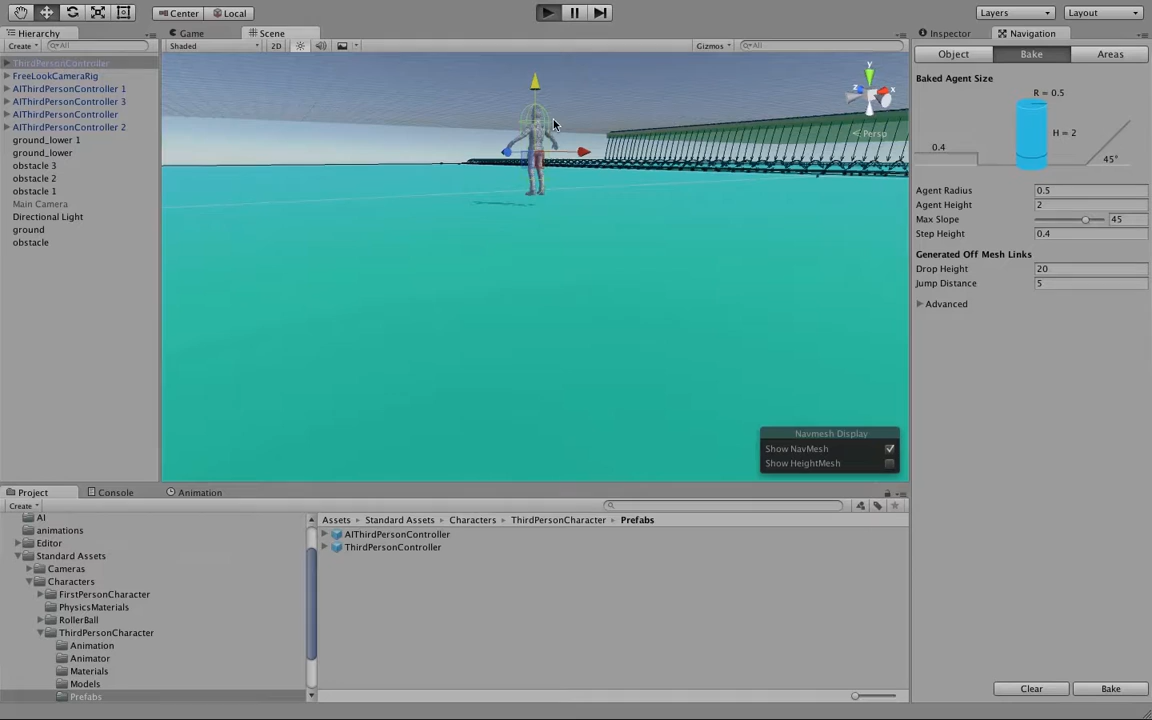 Center Local
Layers Layout
Hierarchy
Create All
ThirdPersonController
FreeLookCameraRig
AIThirdPersonController 1
AIThirdPersonController 3
AIThirdPersonController
AIThirdPersonController 2
ground_lower 1
ground_lower
obstacle 3
obstacle 2
obstacle 1
Main Camera
Directional Light
ground
obstacle
Game Scene
Shaded 2D Gizmos All
y
z x
Persp
Navmesh Display
Show NavMesh
Show HeightMesh
Inspector Navigation
Object Bake Areas
Baked Agent Size
R = 0.5
H = 2
0.4
45°
Agent Radius 0.5
Agent Height 2
Max Slope 45
Step Height 0.4
Generated Off Mesh Links
Drop Height 20
Jump Distance 5
Advanced
Clear Bake
Project Console Animation
Create
AI
animations
Editor
Standard Assets
Cameras
Characters
FirstPersonCharacter
PhysicsMaterials
RollerBall
ThirdPersonCharacter
Animation
Animator
Materials
Models
Prefabs
Assets Standard Assets Characters ThirdPersonCharacter Prefabs
AIThirdPersonController
ThirdPersonController